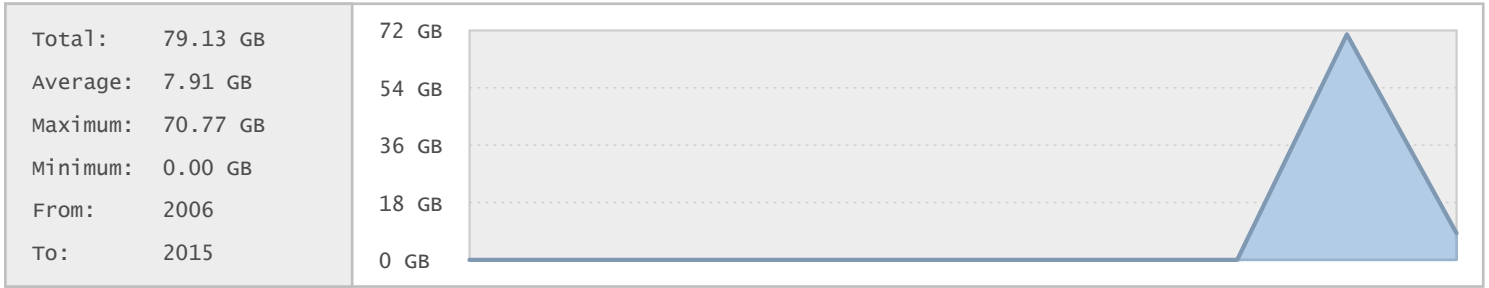 Total: 79.13 GB
Average: 7.91 GB
Maximum: 70.77 GB
Minimum: 0.00 GB
From: 2006
To: 2015
72 GB
54 GB
36 GB
18 GB
0 GB